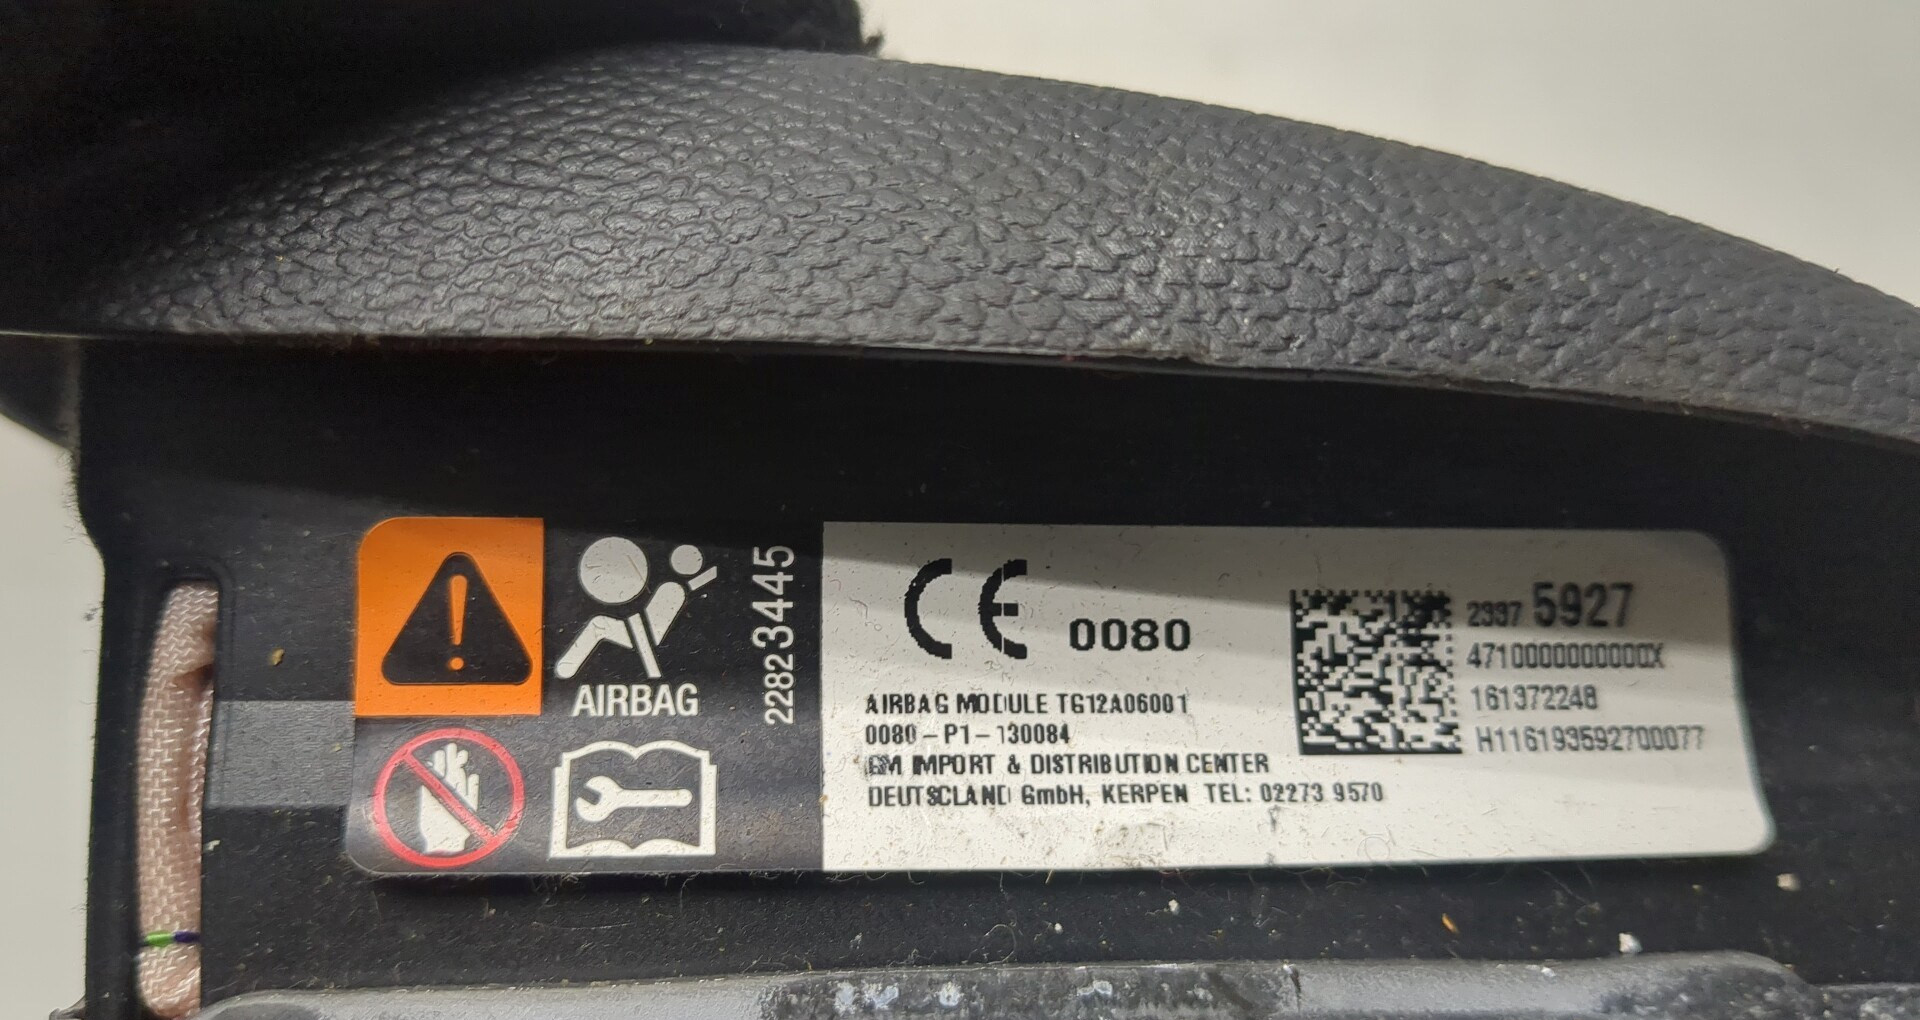 AIRBAG
22823445
CE 0080
AIRBAG MODULE TG12A06001
0080-P1-130084
GM IMPORT & DISTRIBUTION CENTER
DEUTSCLAND GmbH, KERPEN TEL: 02273 9570
2337 5927
4710000000000X
161372248
H116193592700077